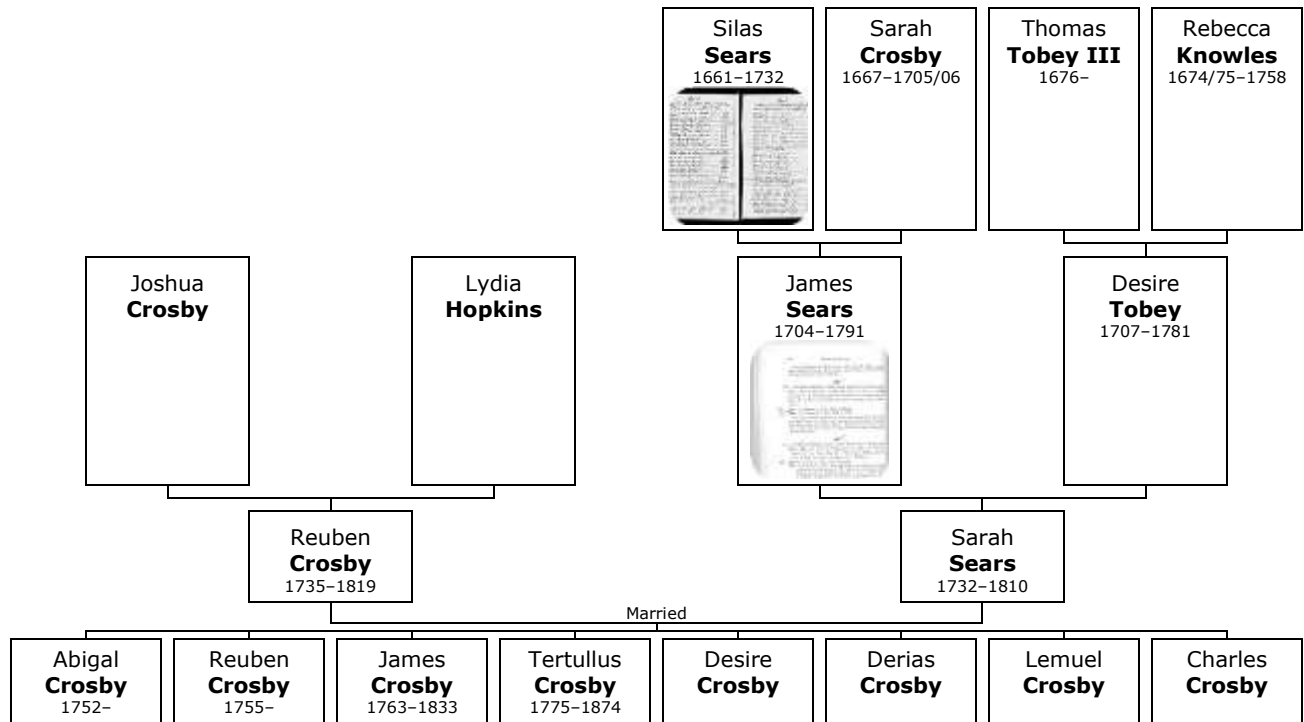 Silas
Sears
1661–1732
Sarah
Crosby
1667–1705/06
Thomas
Tobey III
1676–
Rebecca
Knowles
1674/75–1758
Joshua
Crosby
Lydia
Hopkins
James
Sears
1704–1791
Desire
Tobey
1707–1781
Reuben
Crosby
1735–1819
Sarah
Sears
1732–1810
Married
Abigal
Crosby
1752–
Reuben
Crosby
1755–
James
Crosby
1763–1833
Tertullus
Crosby
1775–1874
Desire
Crosby
Derias
Crosby
Lemuel
Crosby
Charles
Crosby